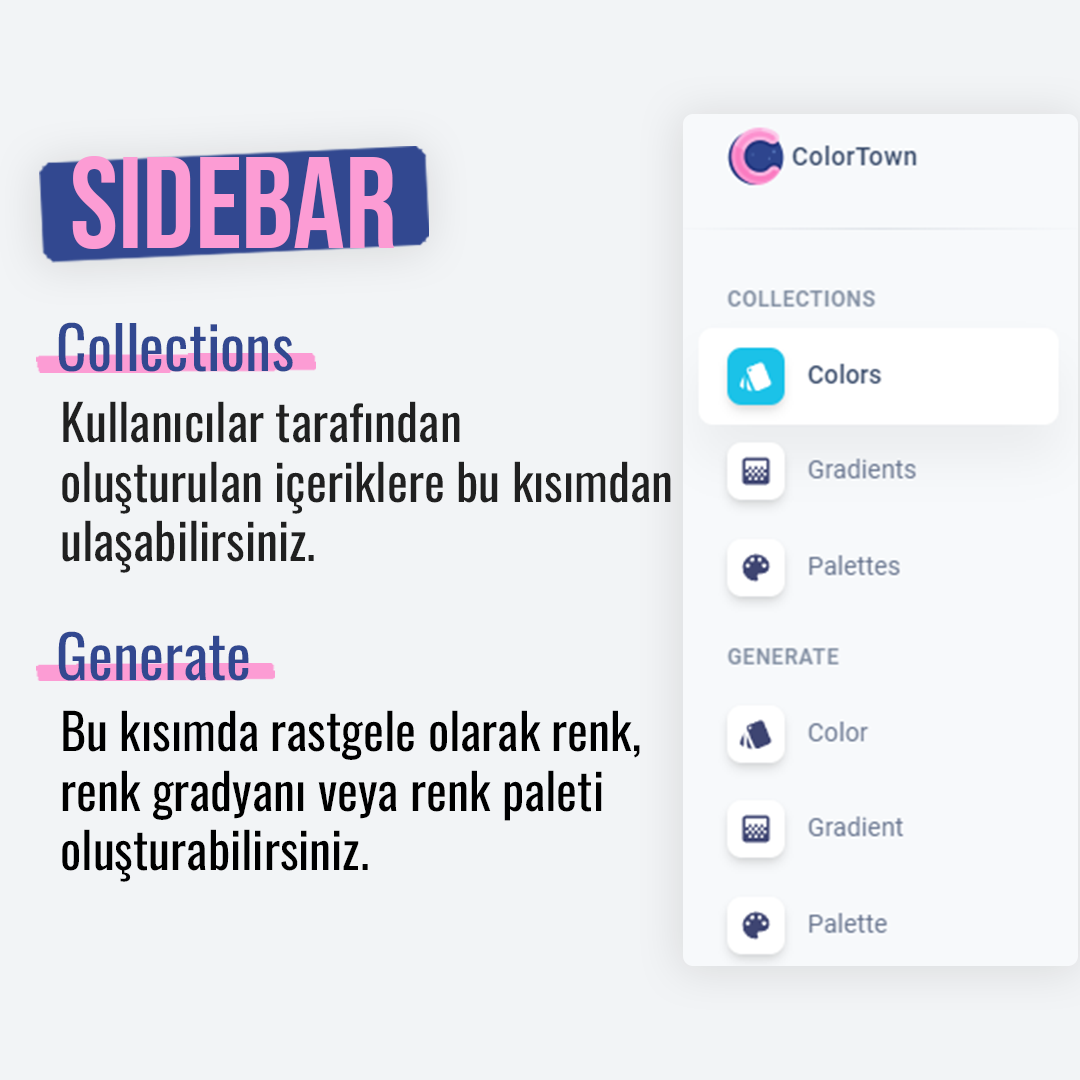 SIDEBAR
Collections
Kullanıcılar tarafından
oluşturulan içeriklere bu kısımdan
ulaşabilirsiniz.
Generate
Bu kısımda rastgele olarak renk,
renk gradyanı veya renk paleti
oluşturabilirsiniz.
ColorTown
COLLECTIONS
Colors
Gradients
Palettes
GENERATE
Color
Gradient
Palette